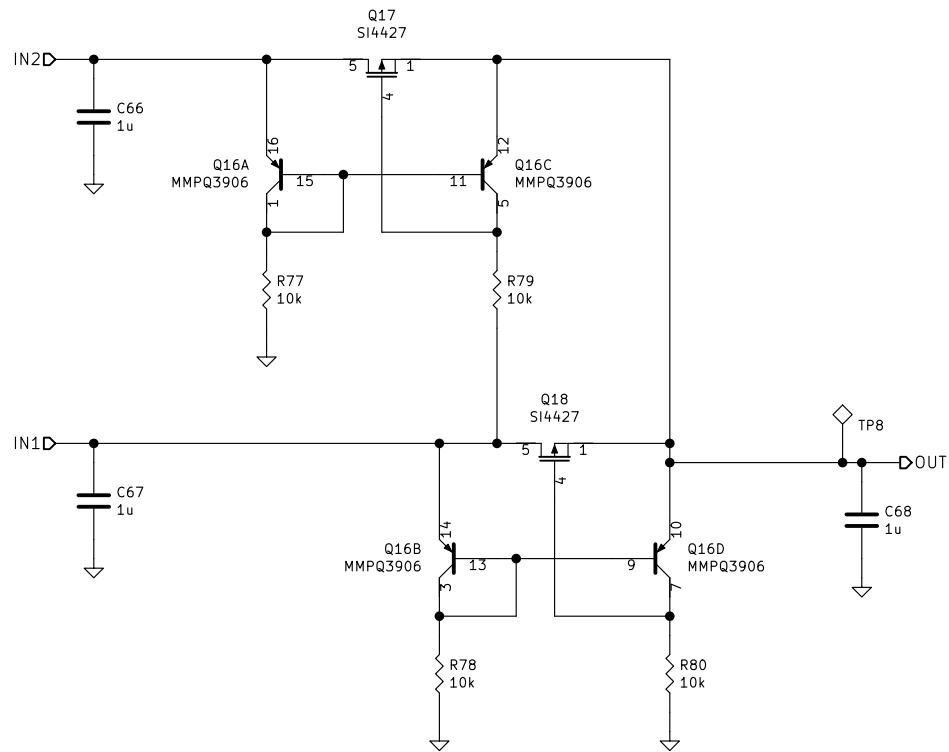 Q17
SI4427
IN2
5
1
4
C66
1u
16
12
Q16A
MMPQ3906
15
11
Q16C
MMPQ3906
1
5
R77
10k
R79
10k
Q18
SI4427
TP8
IN1
5
1
OUT
4
C67
1u
14
10
C68
1u
Q16B
MMPQ3906
13
9
Q16D
MMPQ3906
3
7
R78
10k
R80
10k